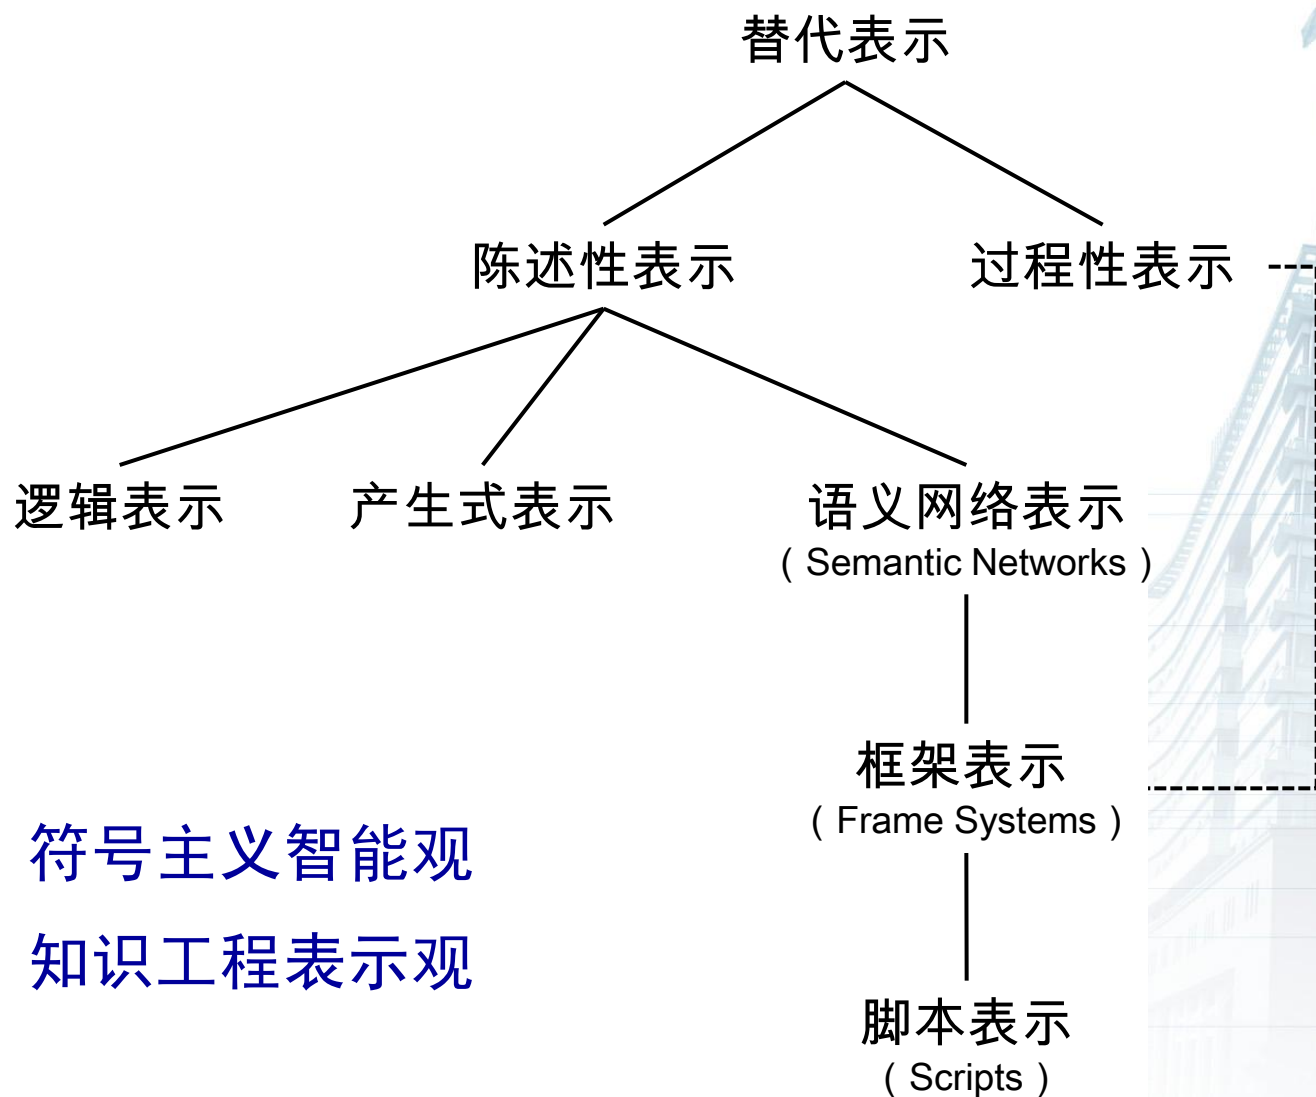 替代表示
陈述性表示
过程性表示
逻辑表示
产生式表示
语义网络表示
（Semantic Networks）
框架表示
（Frame Systems）
符号主义智能观
知识工程表示观
脚本表示
（Scripts）